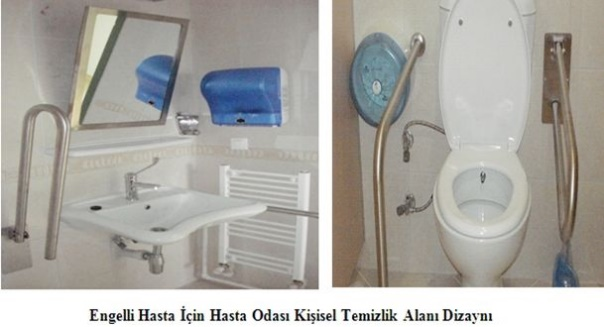 Engelli Hasta İçin Hasta Odası Kişisel Temizlik Alanı Dizaynı